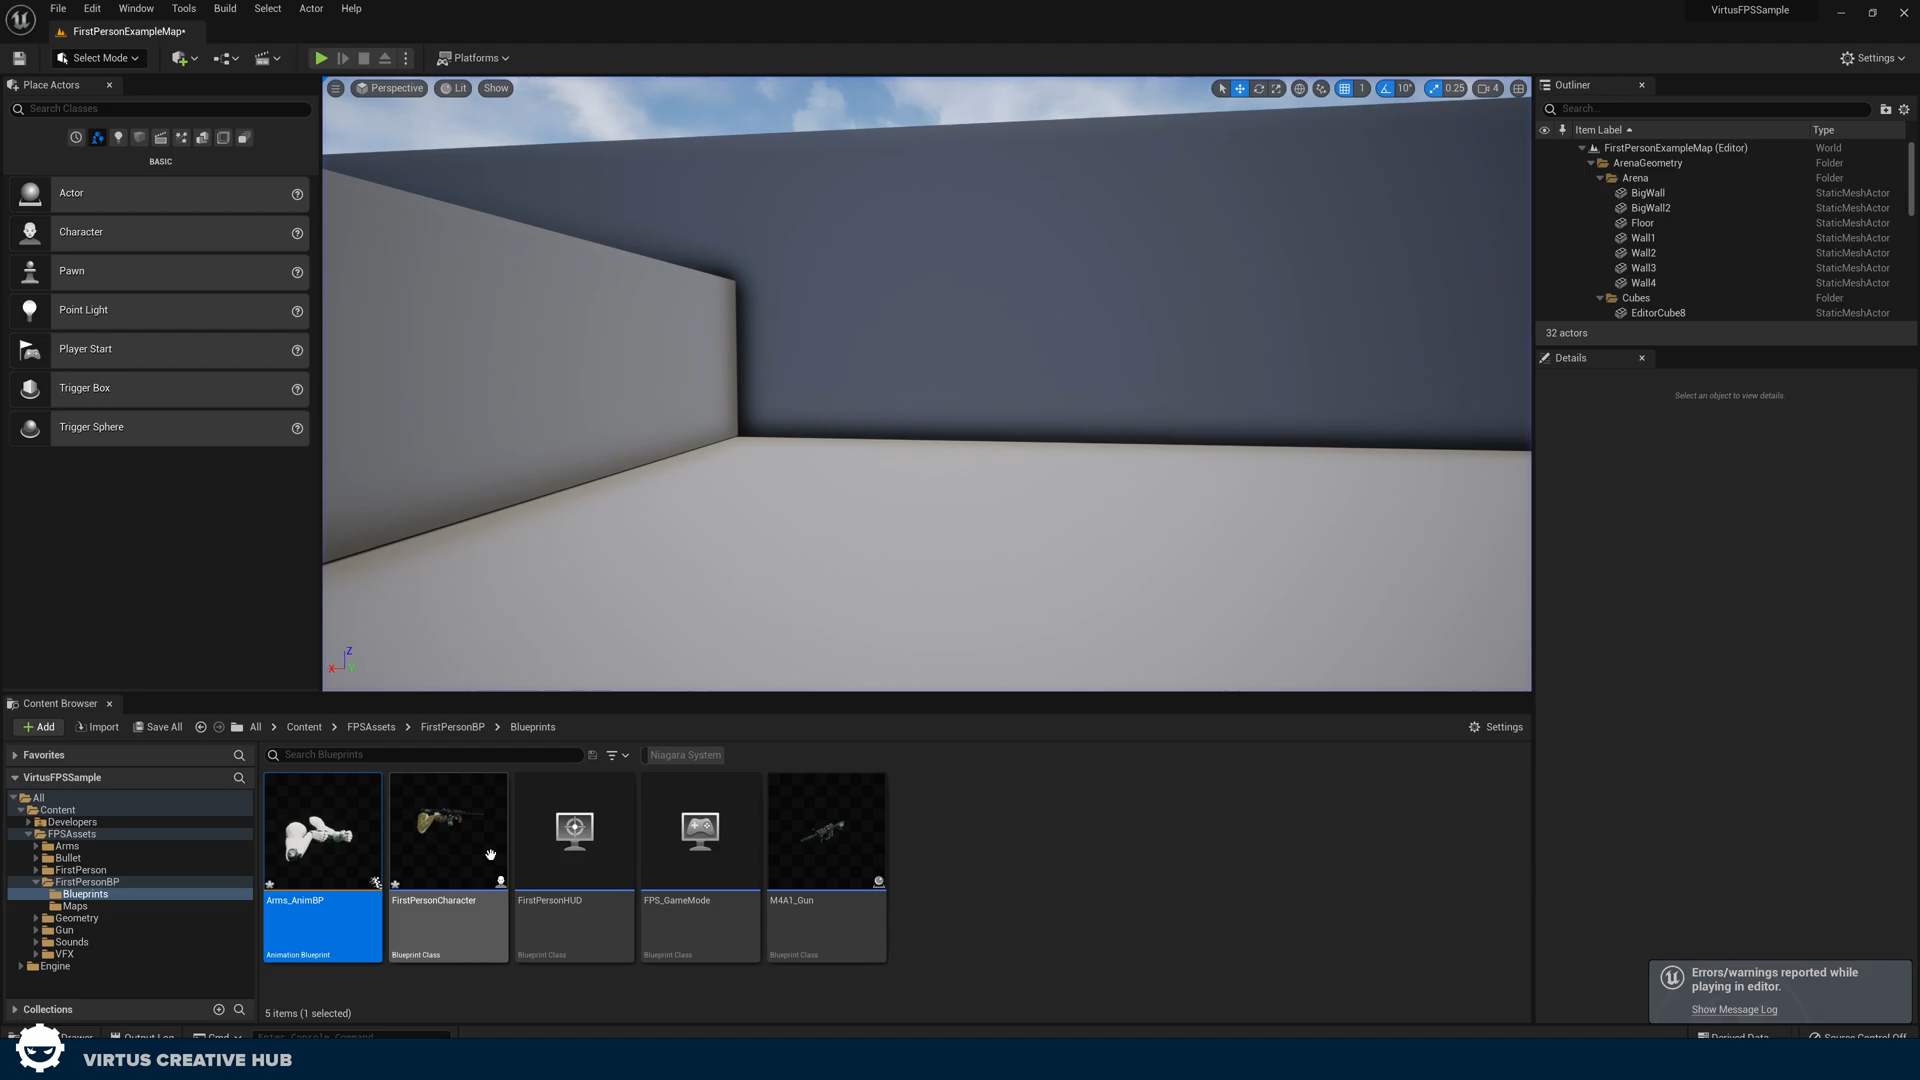 File Edit Window Tools Build Select Actor Help
VirtusFPSSample
FirstPersonExampleMap*
Select Mode
Platforms
Settings
Place Actors
Search Classes
BASIC
Actor
Character
Pawn
Point Light
Player Start
Trigger Box
Trigger Sphere
Perspective Lit Show
1 10° 0.25 4
Z
X
Outliner
Search...
Item Label Type
FirstPersonExampleMap (Editor) World
ArenaGeometry Folder
Arena Folder
BigWall StaticMeshActor
BigWall2 StaticMeshActor
Floor StaticMeshActor
Wall1 StaticMeshActor
Wall2 StaticMeshActor
Wall3 StaticMeshActor
Wall4 StaticMeshActor
Cubes Folder
EditorCube8 StaticMeshActor
32 actors
Details
Select an object to view details.
Content Browser
Add Import Save All All > Content > FPSAssets > FirstPersonBP > Blueprints
Settings
Favorites
VirtusFPSSample
All
Content
Developers
FPSAssets
Arms
Bullet
FirstPerson
FirstPersonBP
Blueprints
Maps
Geometry
Gun
Sounds
VFX
Engine
Collections
Search Blueprints
Niagara System
Arms_AnimBP
Animation Blueprint
FirstPersonCharacter
Blueprint Class
FirstPersonHUD
Blueprint Class
FPS_GameMode
Blueprint Class
M4A1_Gun
Blueprint Class
5 items (1 selected)
Errors/warnings reported while
playing in editor.
Show Message Log
Drawer Output Log Cmd Enter Console Command
Derived Data Source Control Off
VIRTUS CREATIVE HUB